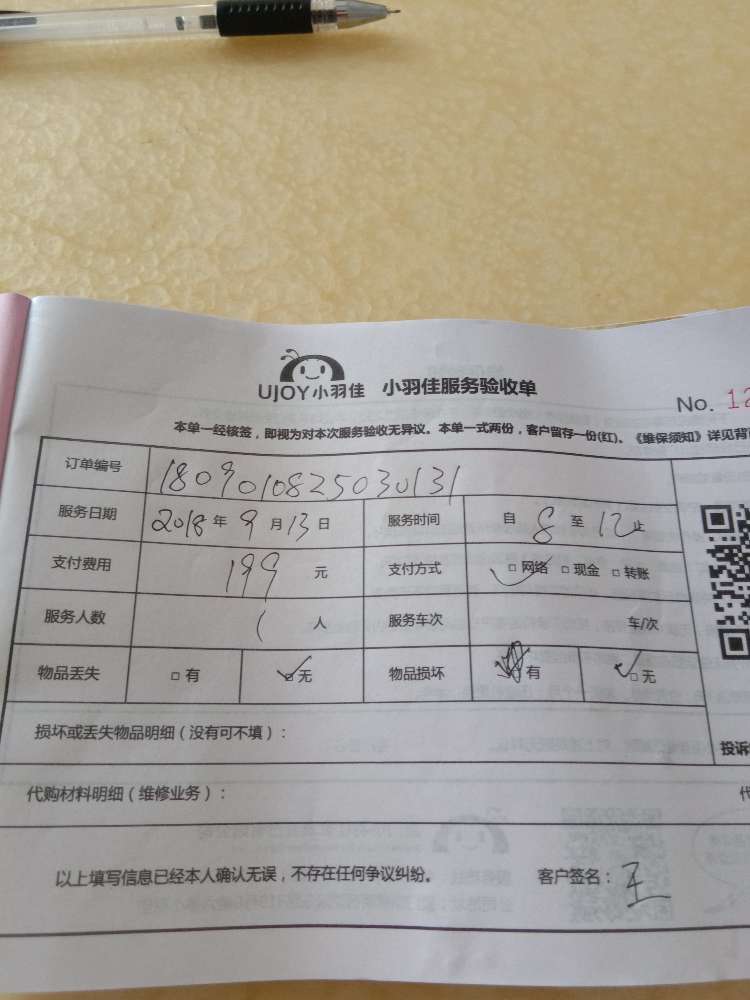 UJOY小羽佳 小羽佳服务验收单
No. 12
本单一经核签，即视为对本次服务验收无异议。本单一式两份，客户留存一份(红)、《维保须知》详见背
订单编号 180901082503013​1
服务日期 2018年9月13日 服务时间 自8至12止
支付费用 199元 支付方式 ☑网络 □现金 □转账
服务人数 1人 服务车次 车/次
物品丢失 □有 ☑无 物品损坏 □有 ☑无
损坏或丢失物品明细（没有可不填）：
投诉
代购材料明细（维修业务）：
代
以上填写信息已经本人确认无误，不存在任何争议纠纷。 客户签名：王